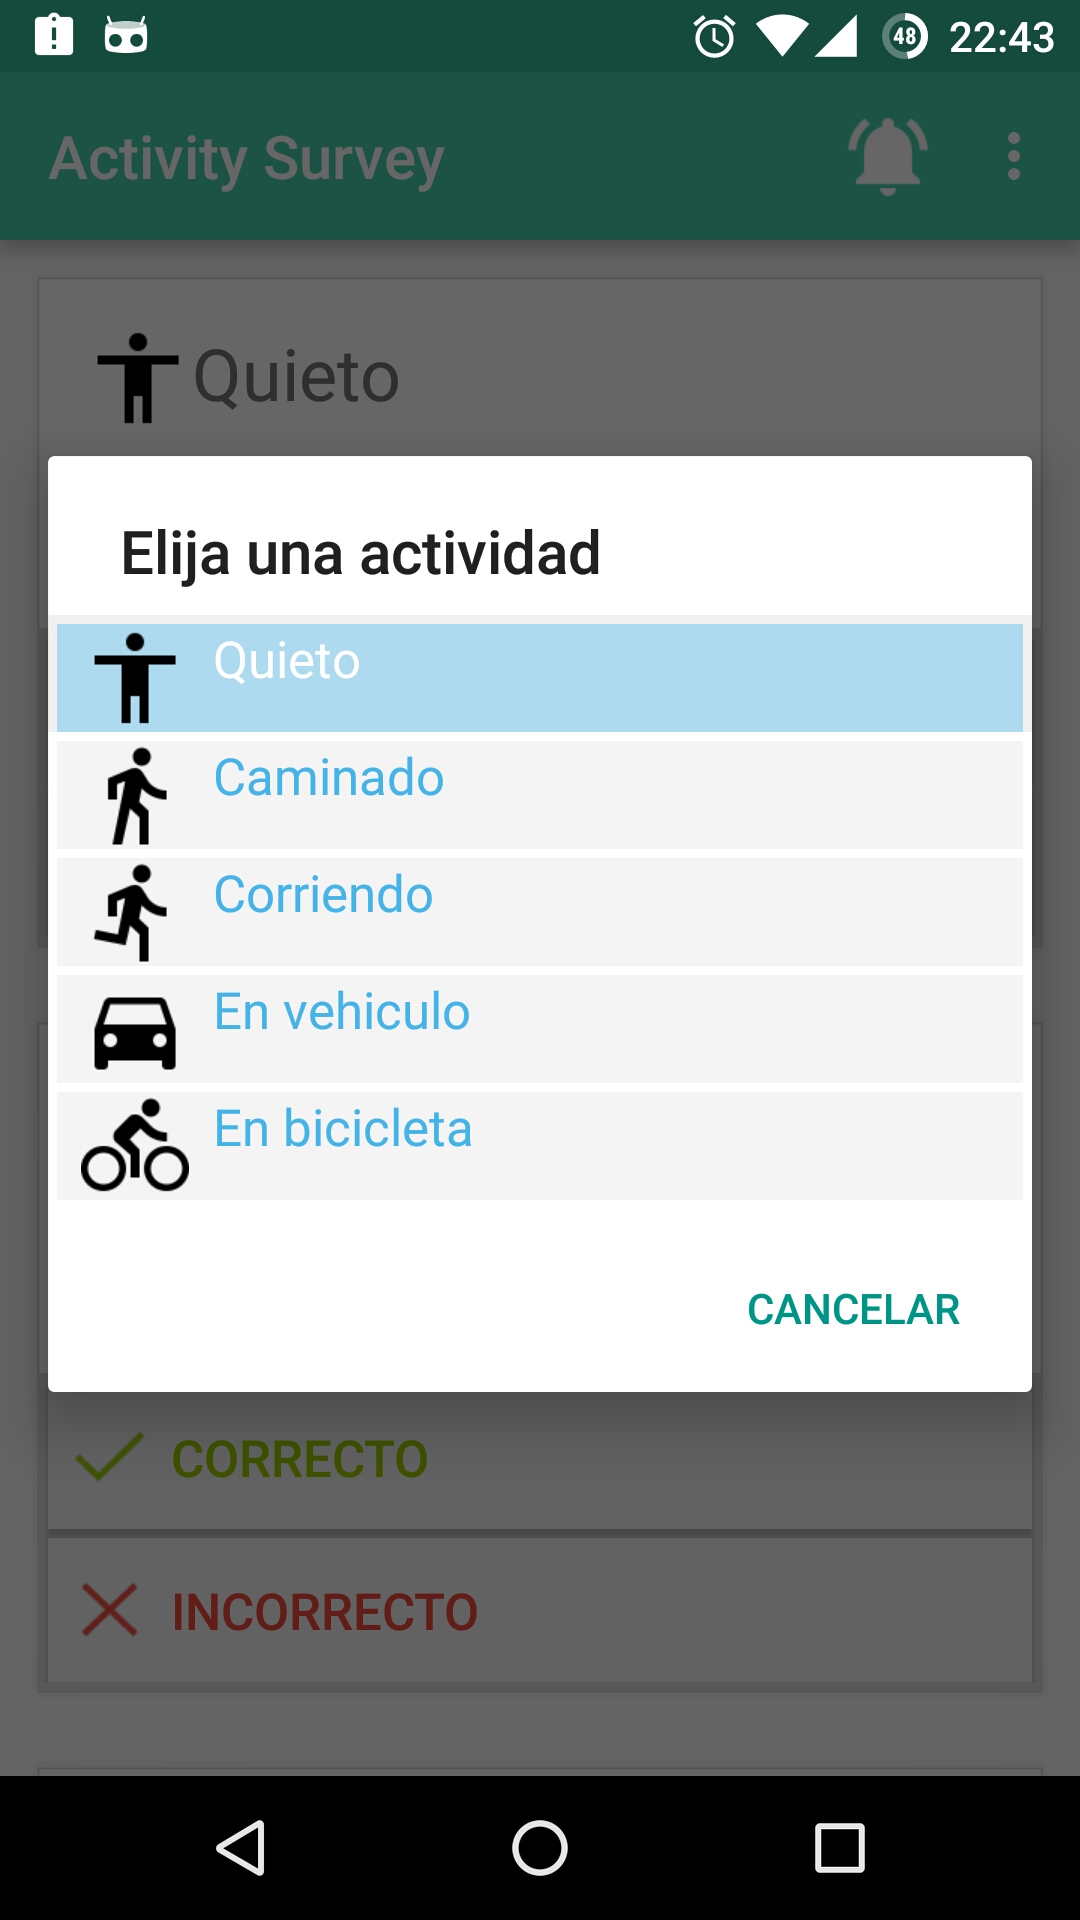 48 22:43
Activity Survey
Quieto
Elija una actividad
Quieto
Caminado
Corriendo
En vehiculo
En bicicleta
CANCELAR
CORRECTO
INCORRECTO